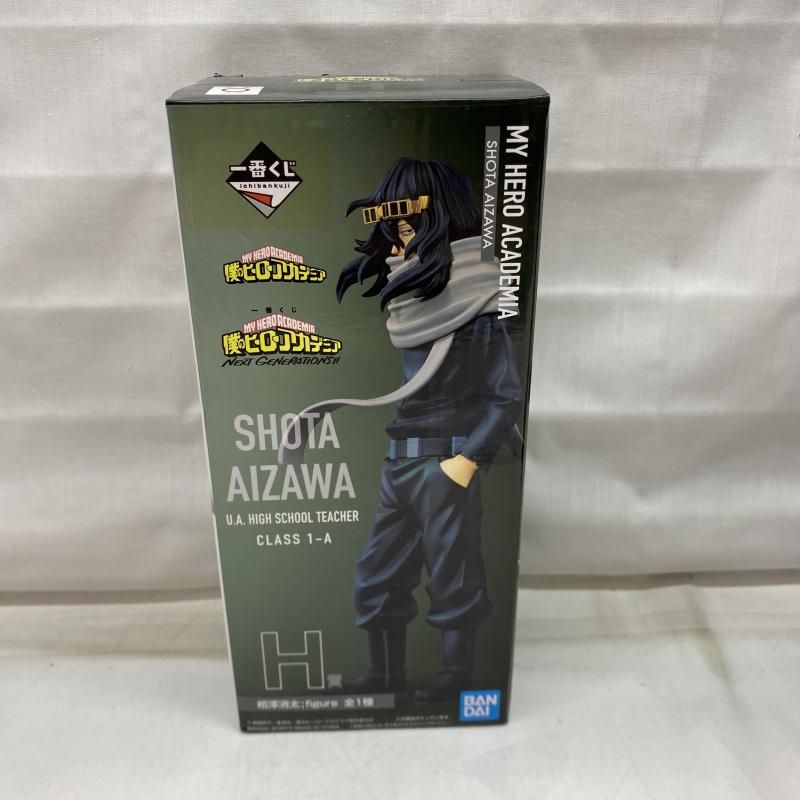 一番くじ
ichibankuji
MY HERO ACADEMIA
SHOTA AIZAWA
MY HERO ACADEMIA
僕のヒーローアカデミア
一番くじ
MY HERO ACADEMIA
僕のヒーローアカデミア
NEXT GENERATIONS!!
SHOTA
AIZAWA
U.A. HIGH SCHOOL TEACHER
CLASS 1-A
H賞
相澤消太;figure 全1種
BAN
DAI